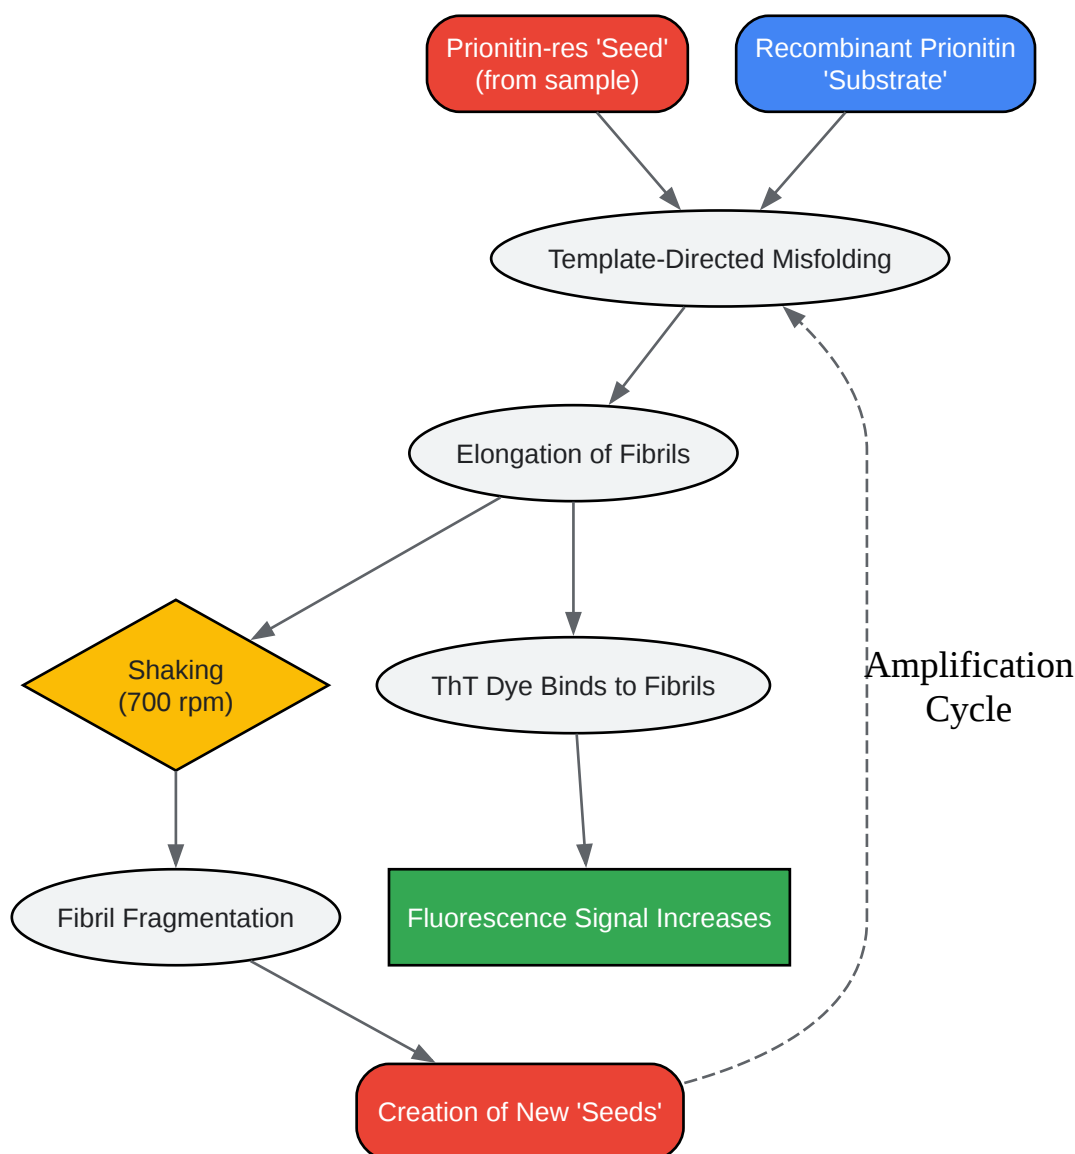 Prionitin-res 'Seed'
(from sample)
Recombinant Prionitin
'Substrate'
Template-Directed Misfolding
Elongation of Fibrils
Shaking
(700 rpm)
ThT Dye Binds to Fibrils
Amplification
Cycle
Fibril Fragmentation
Fluorescence Signal Increases
Creation of New 'Seeds'